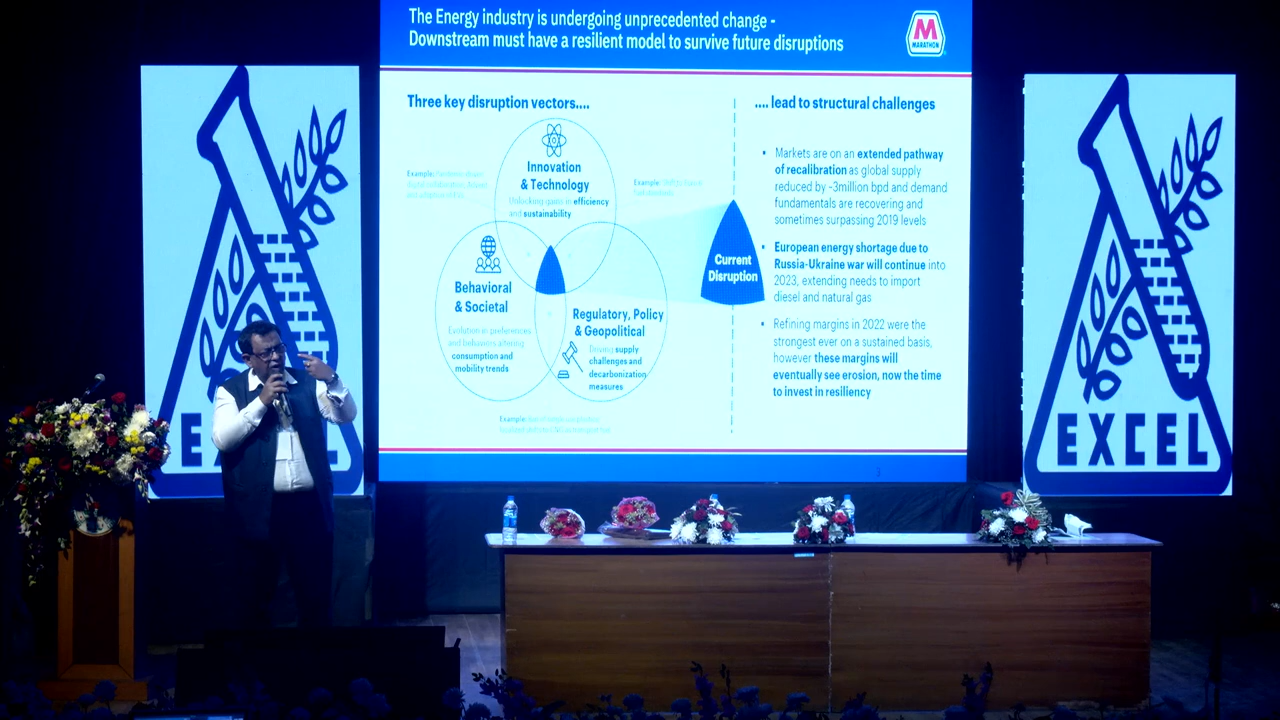 The Energy industry is undergoing unprecedented change -
Downstream must have a resilient model to survive future disruptions
M
MARATHON
Three key disruption vectors....
.... lead to structural challenges
Innovation
& Technology
Unlocking gains in efficiency
and sustainability
Example:
Example:
Behavioral
& Societal
Evolution in preferences
and behaviors altering
consumption and
mobility trends
Regulatory, Policy
& Geopolitical
Driving supply
challenges and
decarbonization
measures
Example:
Current
Disruption
• Markets are on an extended pathway
of recalibration as global supply
reduced by ~3million bpd and demand
fundamentals are recovering and
sometimes surpassing 2019 levels
• European energy shortage due to
Russia-Ukraine war will continue into
2023, extending needs to import
diesel and natural gas
• Refining margins in 2022 were the
strongest ever on a sustained basis,
however these margins will
eventually see erosion, now the time
to invest in resiliency
EXCEL